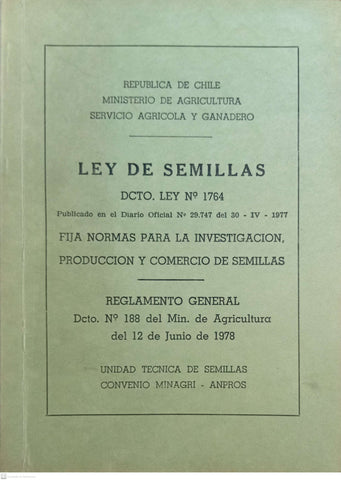 REPUBLICA DE CHILE
MINISTERIO DE AGRICULTURA
SERVICIO AGRICOLA Y GANADERO
LEY DE SEMILLAS
DCTO. LEY Nº 1764
Publicado en el Diario Oficial Nº 29.747 del 30 - IV - 1977
FIJA NORMAS PARA LA INVESTIGACION,
PRODUCCION Y COMERCIO DE SEMILLAS
REGLAMENTO GENERAL
Dcto. Nº 188 del Min. de Agricultura
del 12 de Junio de 1978
UNIDAD TECNICA DE SEMILLAS
CONVENIO MINAGRI - ANPROS